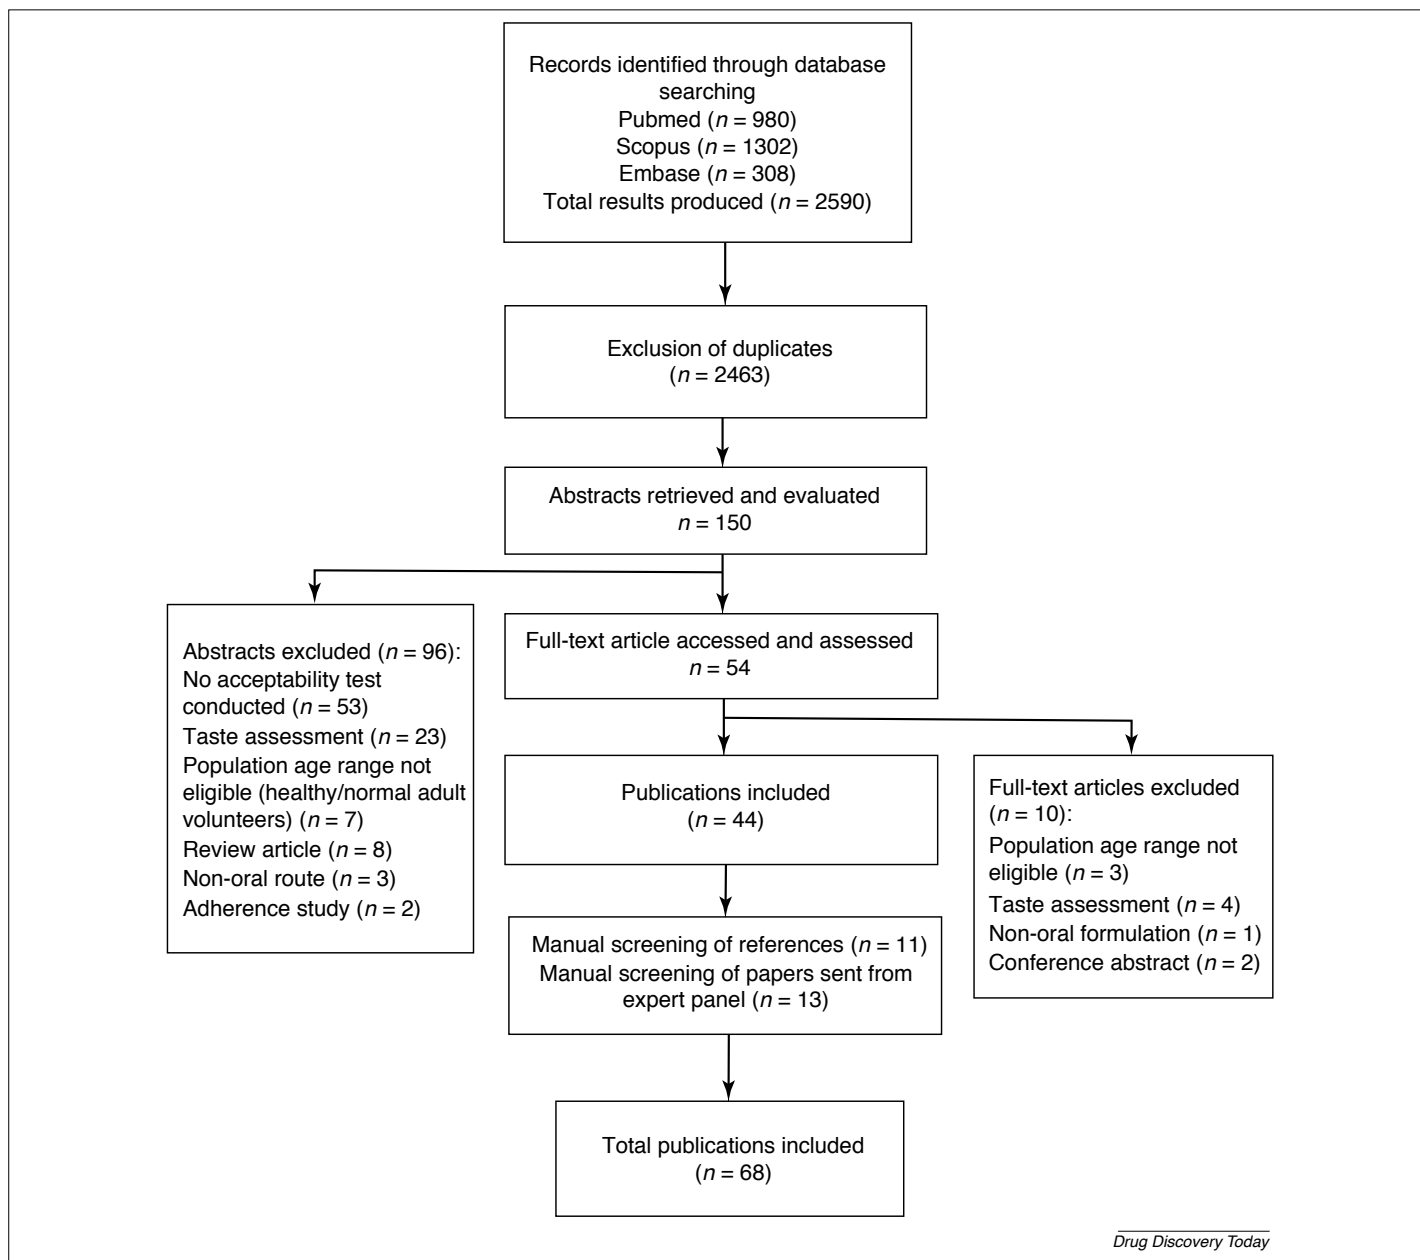 Records identified through database
searching
Pubmed (n = 980)
Scopus (n = 1302)
Embase (n = 308)
Total results produced (n = 2590)
Exclusion of duplicates
(n = 2463)
Abstracts retrieved and evaluated
n = 150
Abstracts excluded (n = 96):
No acceptability test
conducted (n = 53)
Taste assessment (n = 23)
Population age range not
eligible (healthy/normal adult
volunteers) (n = 7)
Review article (n = 8)
Non-oral route (n = 3)
Adherence study (n = 2)
Full-text article accessed and assessed
n = 54
Publications included
(n = 44)
Full-text articles excluded
(n = 10):
Population age range not
eligible (n = 3)
Taste assessment (n = 4)
Non-oral formulation (n = 1)
Conference abstract (n = 2)
Manual screening of references (n = 11)
Manual screening of papers sent from
expert panel (n = 13)
Total publications included
(n = 68)
Drug Discovery Today